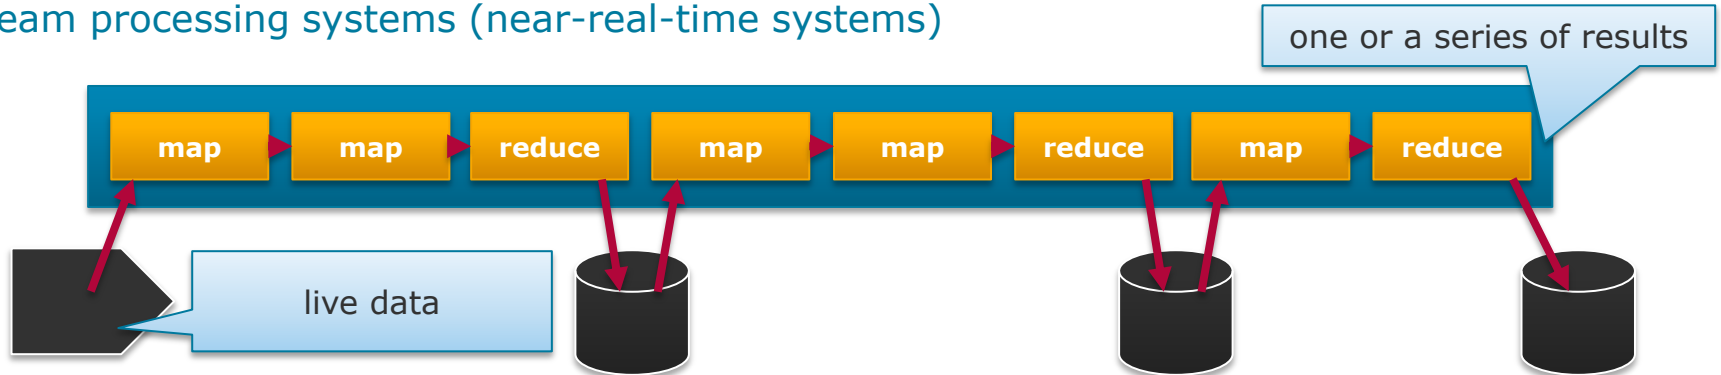 eam processing systems (near-real-time systems)
one or a series of results
map map reduce map map reduce map reduce
live data